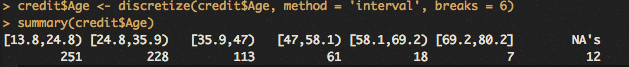 > credit$Age <- discretize(credit$Age, method = 'interval', breaks = 6)
> summary(credit$Age)
[13.8,24.8) [24.8,35.9)   [35.9,47)   [47,58.1) [58.1,69.2) [69.2,80.2]        NA's
        251         228         113          61          18           7          12